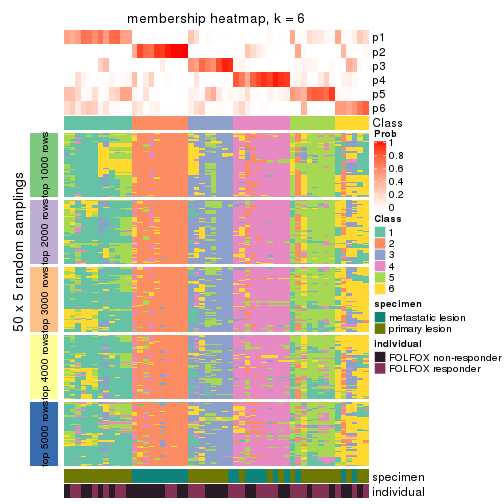 membership heatmap, k = 6
p1
p2
p3
p4
p5
p6
Class
Prob
1
0.8
0.6
0.4
0.2
0
Class
1
2
3
4
5
6
specimen
metastatic lesion
primary lesion
individual
FOLFOX non-responder
FOLFOX responder
50 x 5 random samplings
top 1000 rows
top 2000 rows
top 3000 rows
top 4000 rows
top 5000 rows
specimen
individual